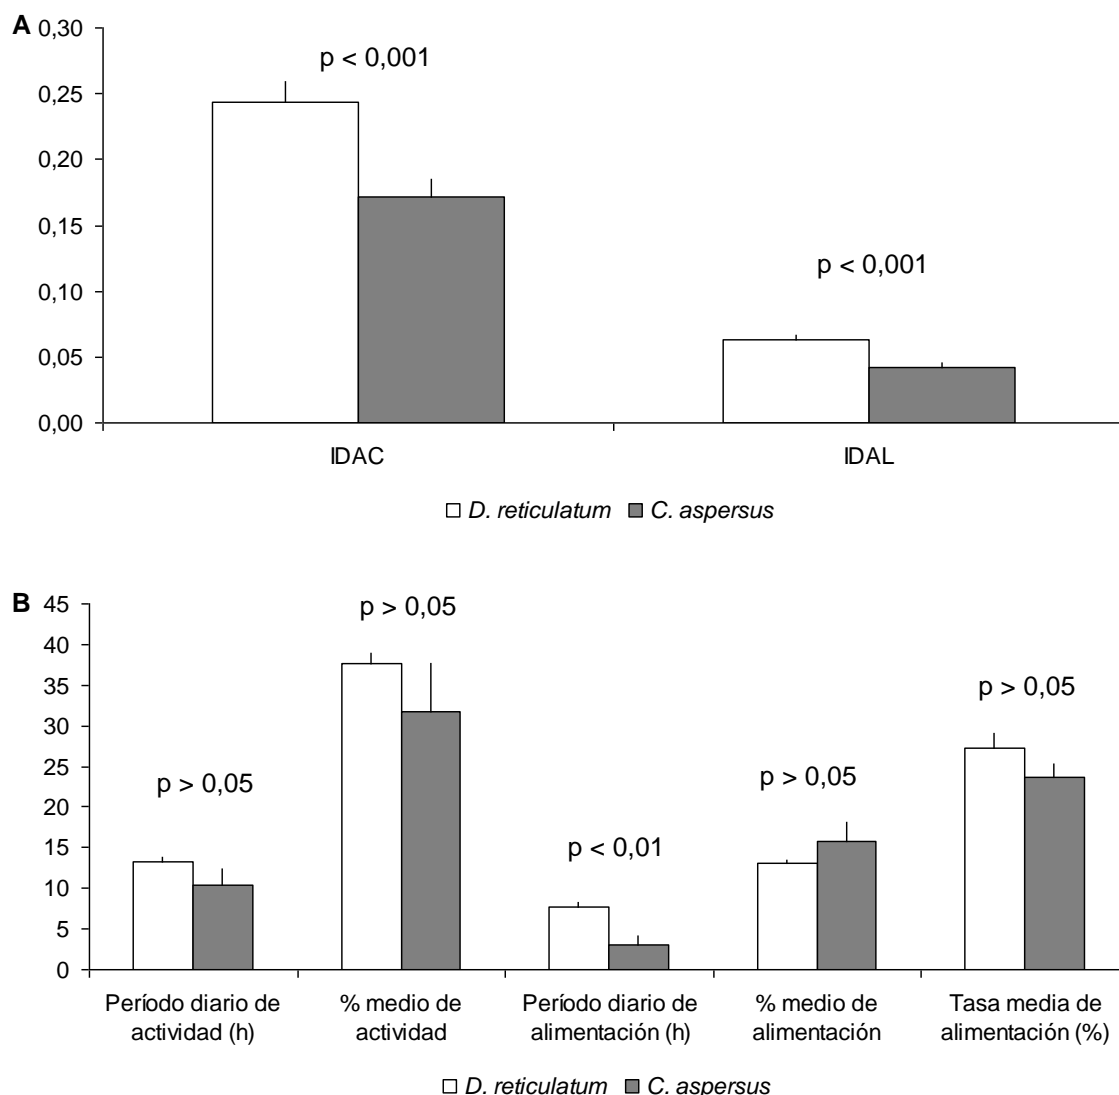 A
0,30
0,25
0,20
0,15
0,10
0,05
0,00
p < 0,001
p < 0,001
IDAC
IDAL
D. reticulatum C. aspersus
B
45
40
35
30
25
20
15
10
5
0
p > 0,05
p > 0,05
p < 0,01
p > 0,05
p > 0,05
Período diario de
actividad (h)
% medio de
actividad
Período diario de
alimentación (h)
% medio de
alimentación
Tasa media de
alimentación (%)
D. reticulatum C. aspersus